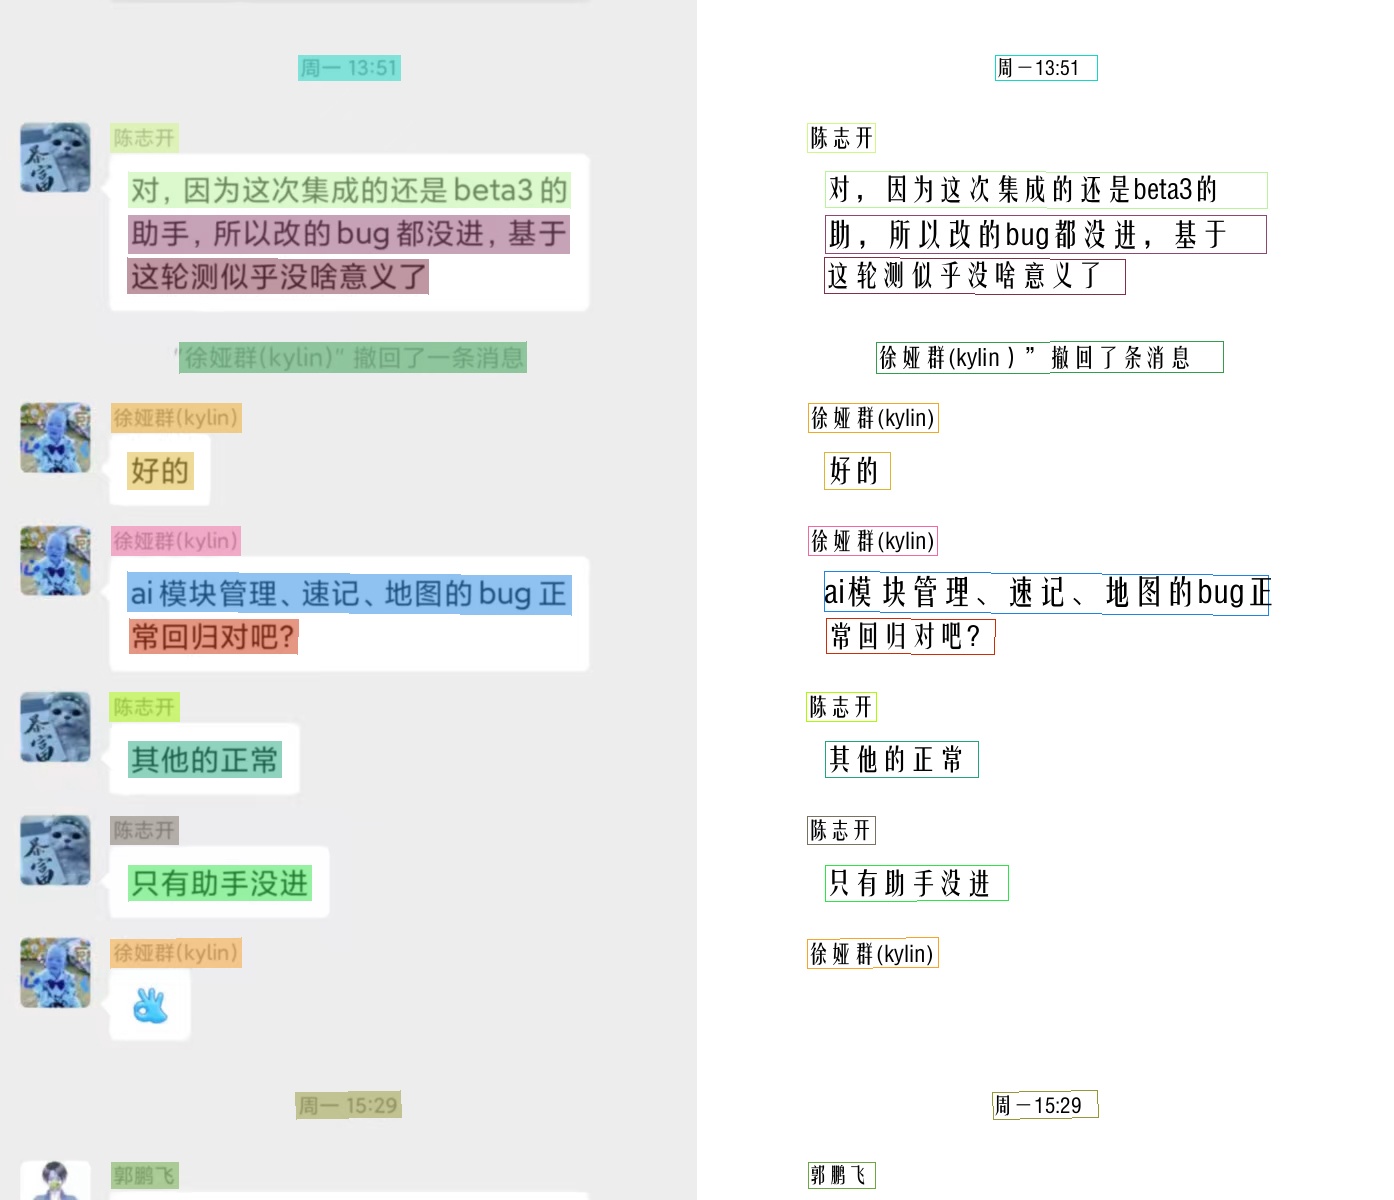 周一 13:51
陈志开
对，因为这次集成的还是beta3的
助手，所以改的bug都没进，基于
这轮测似乎没啥意义了
"徐娅群(kylin)" 撤回了一条消息
徐娅群(kylin)
好的
徐娅群(kylin)
ai模块管理、速记、地图的bug正
常回归对吧?
陈志开
其他的正常
陈志开
只有助手没进
徐娅群(kylin)
周一 15:29
郭鹏飞
周一13:51
陈志开
对，因为这次集成的还是beta3的
助，所以改的bug都没进，基于
这轮测似乎没啥意义了
徐娅群(kylin）”撤回了条消息
徐娅群(kylin)
好的
徐娅群(kylin)
ai模块管理、速记、地图的bug正
常回归对吧?
陈志开
其他的正常
陈志开
只有助手没进
徐娅群(kylin)
周一15:29
郭鹏飞